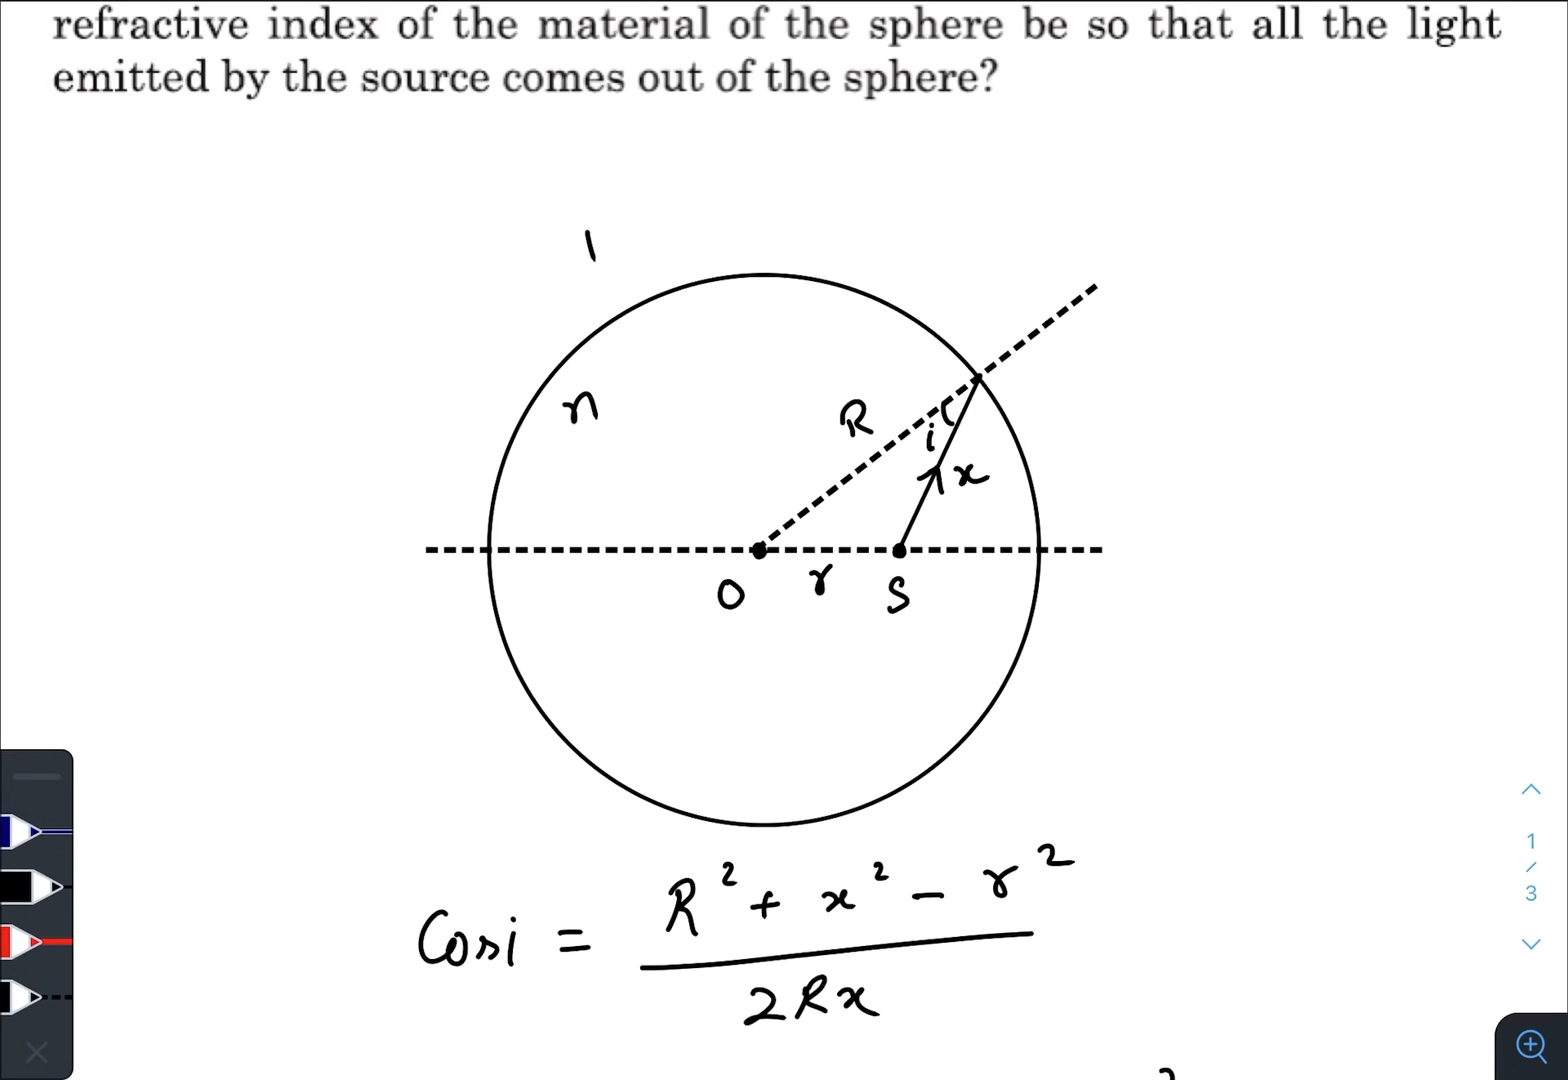 refractive index of the material of the sphere be so that all the light
emitted by the source comes out of the sphere?
1
n
R
i
x
O r S
Cos i = R² + x² - r² / 2Rx
1
/
3